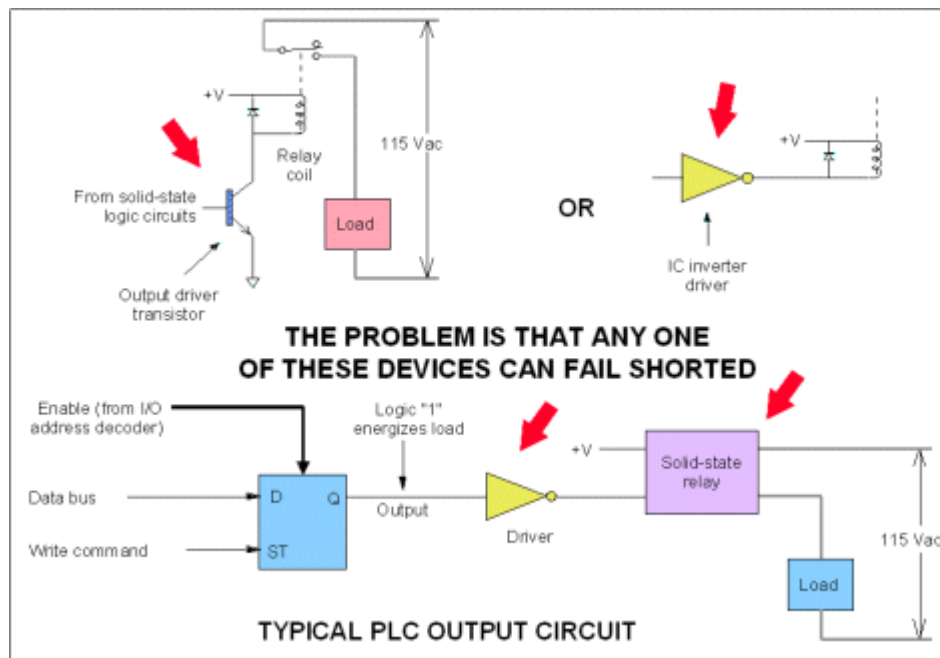 +V
Relay
coil
115 Vac
From solid-state
logic circuits
Load
Output driver
transistor
OR
+V
IC inverter
driver
THE PROBLEM IS THAT ANY ONE
OF THESE DEVICES CAN FAIL SHORTED
Enable (from I/O
address decoder)
Logic "1"
energizes load
+V
Solid-state
relay
Data bus
D
Q
Output
Driver
Write command
ST
115 Vac
Load
TYPICAL PLC OUTPUT CIRCUIT